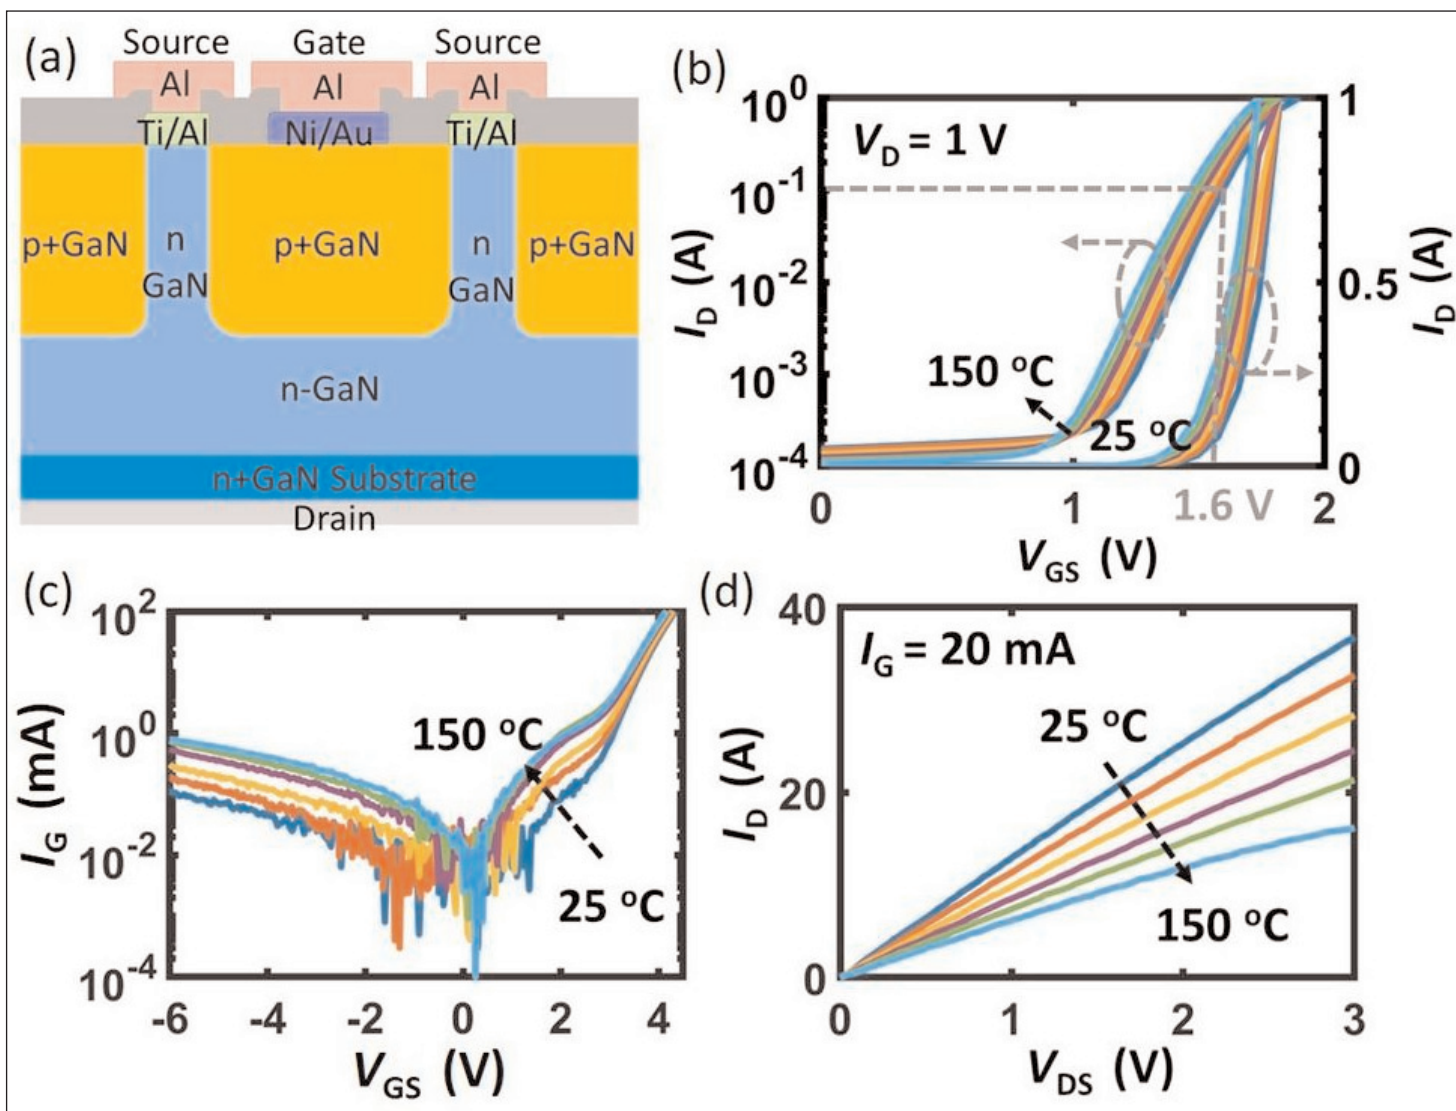 (a)
Source Gate Source
Al Al Al
Ti/Al Ni/Au Ti/Al
p+GaN n GaN p+GaN n GaN p+GaN
n-GaN
n+GaN Substrate
Drain
(b)
V_D = 1 V
10^0
10^-1
10^-2
10^-3
10^-4
I_D (A)
150 °C
25 °C
1
0.5
0
I_D (A)
0 1 1.6 V 2
V_GS (V)
(c)
10^2
10^0
10^-2
10^-4
I_G (mA)
150 °C
25 °C
-6 -4 -2 0 2 4
V_GS (V)
(d)
I_G = 20 mA
40
20
0
I_D (A)
25 °C
150 °C
0 1 2 3
V_DS (V)